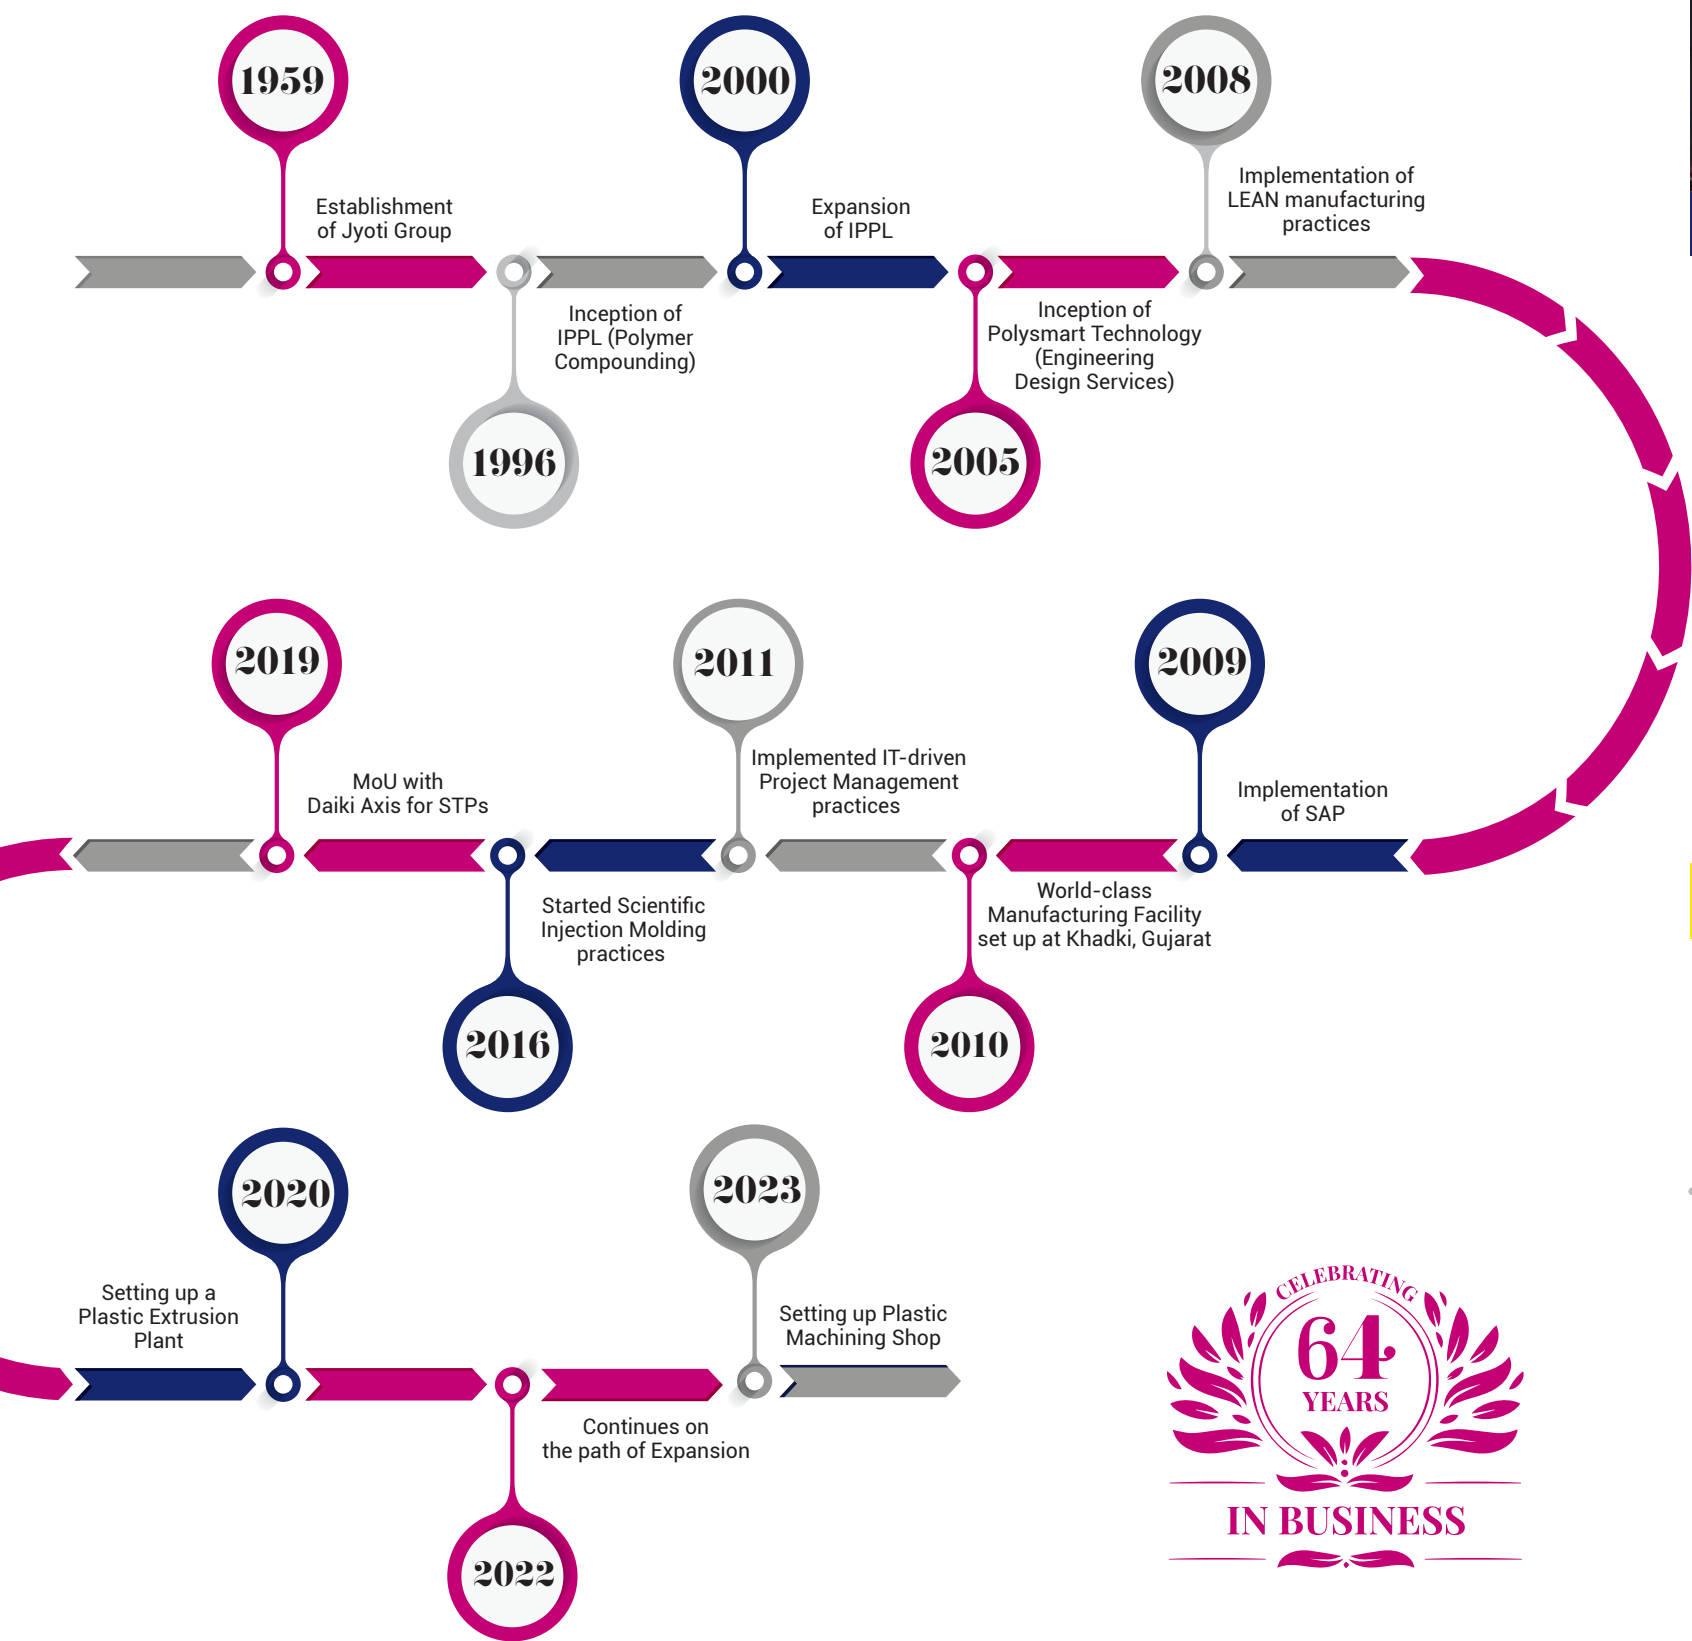 1959
Establishment
of Jyoti Group
1996
Inception of
IPPL (Polymer
Compounding)
2000
Expansion
of IPPL
2005
Inception of
Polysmart Technology
(Engineering
Design Services)
2008
Implementation of
LEAN manufacturing
practices
2009
Implementation
of SAP
2010
World-class
Manufacturing Facility
set up at Khadki, Gujarat
2011
Implemented IT-driven
Project Management
practices
2016
Started Scientific
Injection Molding
practices
2019
MoU with
Daiki Axis for STPs
2020
Setting up a
Plastic Extrusion
Plant
2022
Continues on
the path of Expansion
2023
Setting up Plastic
Machining Shop
CELEBRATING
64
YEARS
IN BUSINESS